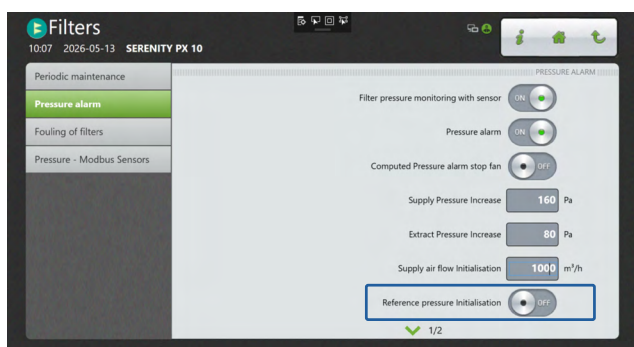 Filters
10:07 2026-05-13 SERENITY PX 10
Periodic maintenance
Pressure alarm
Fouling of filters
Pressure - Modbus Sensors
PRESSURE ALARM
Filter pressure monitoring with sensor ON
Pressure alarm ON
Computed Pressure alarm stop fan OFF
Supply Pressure Increase 160 Pa
Extract Pressure Increase 80 Pa
Supply air flow Initialisation 1000 m³/h
Reference pressure Initialisation OFF
1/2